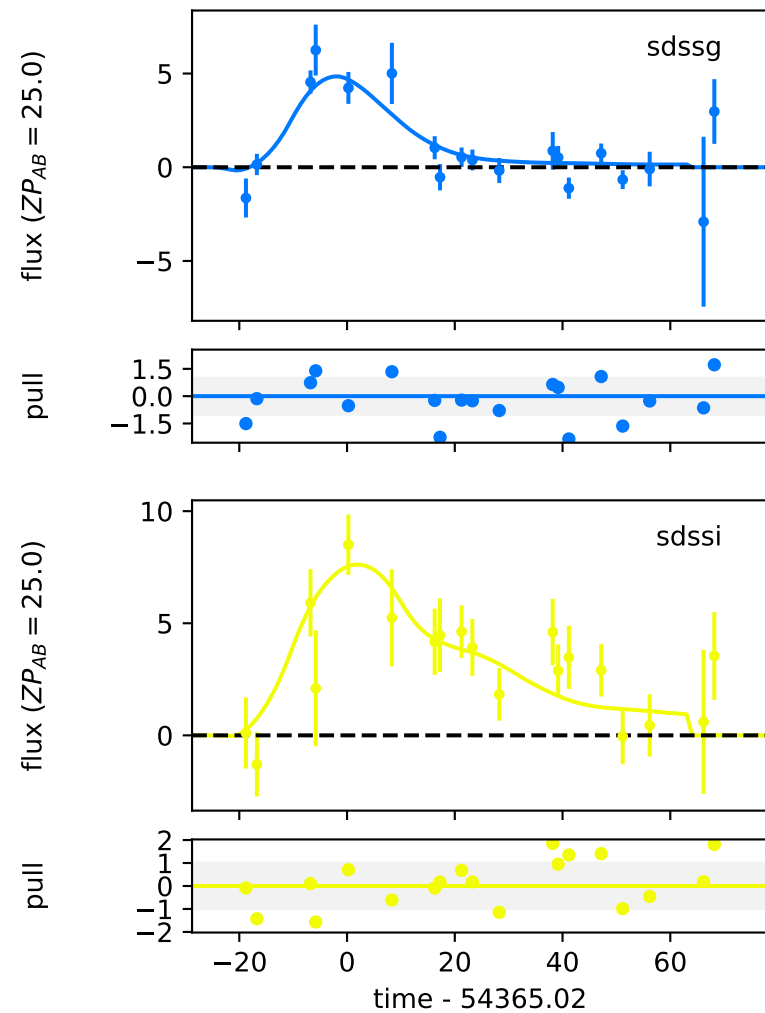 sdssg
flux (ZP_AB = 25.0)
5
0
−5
pull
1.5
0.0
−1.5
sdssi
flux (ZP_AB = 25.0)
10
5
0
pull
2
1
0
−1
−2
−20 0 20 40 60
time - 54365.02